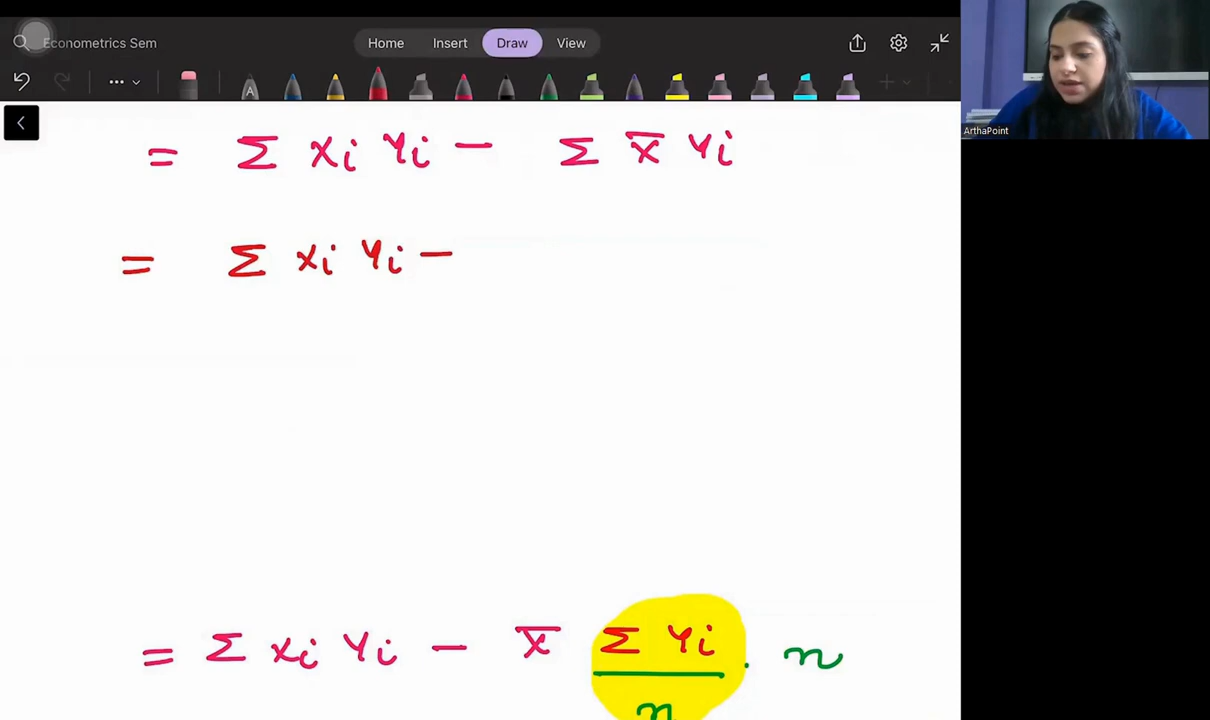 Econometrics Sem
Home Insert Draw View
A
ArthaPoint
= Σ Xi Yi - Σ X̅ Yi
= Σ Xi Yi -
= Σ Xi Yi - X̅ Σ Yi / n · n